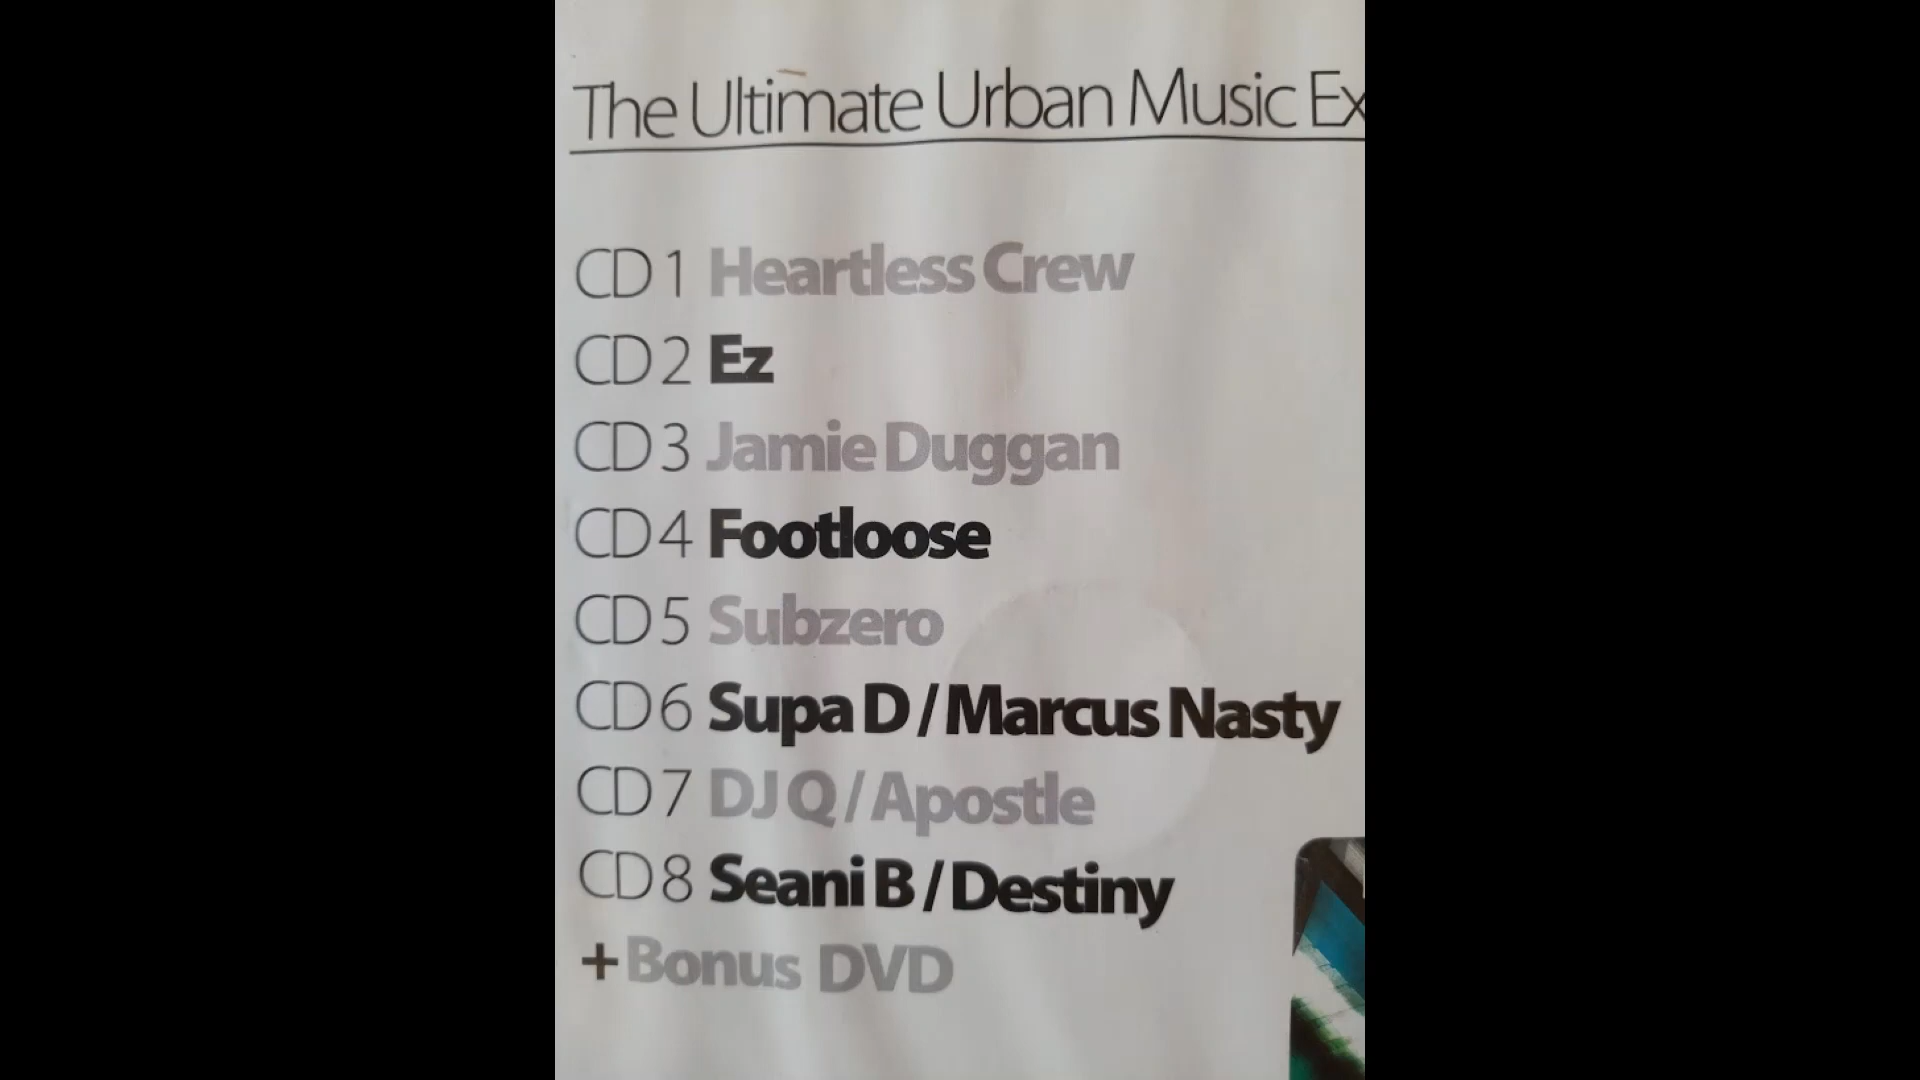 The Ultimate Urban Music Ex
CD1 Heartless Crew
CD2 Ez
CD3 Jamie Duggan
CD4 Footloose
CD5 Subzero
CD6 Supa D / Marcus Nasty
CD7 DJ Q / Apostle
CD8 Seani B / Destiny
+Bonus DVD